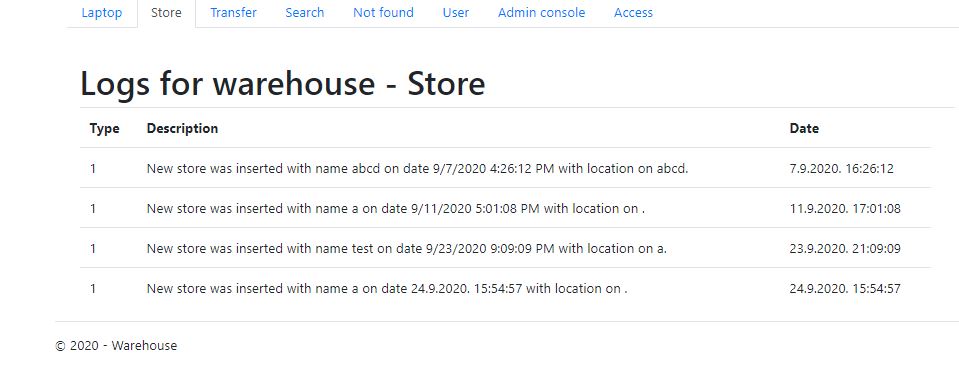 Laptop Store Transfer Search Not found User Admin console Access
Logs for warehouse - Store
Type Description Date
1 New store was inserted with name abcd on date 9/7/2020 4:26:12 PM with location on abcd. 7.9.2020. 16:26:12
1 New store was inserted with name a on date 9/11/2020 5:01:08 PM with location on . 11.9.2020. 17:01:08
1 New store was inserted with name test on date 9/23/2020 9:09:09 PM with location on a. 23.9.2020. 21:09:09
1 New store was inserted with name a on date 24.9.2020. 15:54:57 with location on . 24.9.2020. 15:54:57
© 2020 - Warehouse